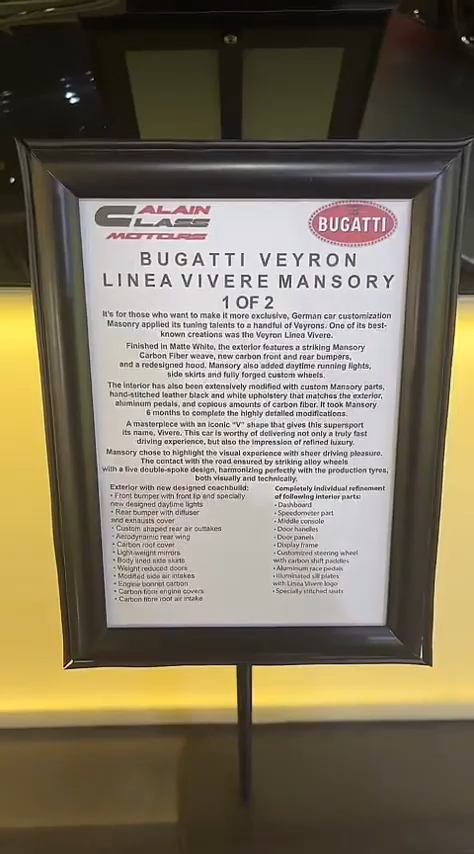 ALAIN
CLASS
MOTORS
BUGATTI
BUGATTI VEYRON
LINEA VIVERE MANSORY
1 OF 2
It's for those who want to make it more exclusive, German car customization
Masonry applied its tuning talents to a handful of Veyrons. One of its best-
known creations was the Veyron Linea Vivere.
Finished in Matte White, the exterior features a striking Mansory
Carbon Fiber weave, new carbon front and rear bumpers,
and a redesigned hood. Mansory also added daytime running lights,
side skirts and fully forged custom wheels.
The interior has also been extensively modified with custom Mansory parts,
hand-stitched leather black and white upholstery that matches the exterior,
aluminum pedals, and copious amounts of carbon fiber. It took Mansory
6 months to complete the highly detailed modifications.
A masterpiece with an iconic "V" shape that gives this supersport
its name, Vivere. This car is worthy of delivering not only a truly fast
driving experience, but also the impression of refined luxury.
Mansory chose to highlight the visual experience with sheer driving pleasure.
The contact with the road ensured by striking alloy wheels
with a five double-spoke design, harmonizing perfectly with the production tyres,
both visually and technically.
Exterior with new designed coachbuild:
• Front bumper with front lip and specially
new designed daytime lights
• Rear bumper with diffuser
and exhausts cover
• Custom shaped rear air outtakes
• Aerodynamic rear wing
• Carbon roof cover
• Light-weight mirrors
• Body lined side skirts
• Weight reduced doors
• Modified side air intakes
• Engine bonnet carbon
• Carbon fibre engine covers
• Carbon fibre roof air intake
Completely individual refinement
of following interior parts:
• Dashboard
• Speedometer part
• Middle console
• Door handles
• Door panels
• Display frame
• Customized steering wheel
with carbon shift paddles
• Aluminum race pedals
• Illuminated sill plates
with Linea Vivere logo
• Specially stitched seats